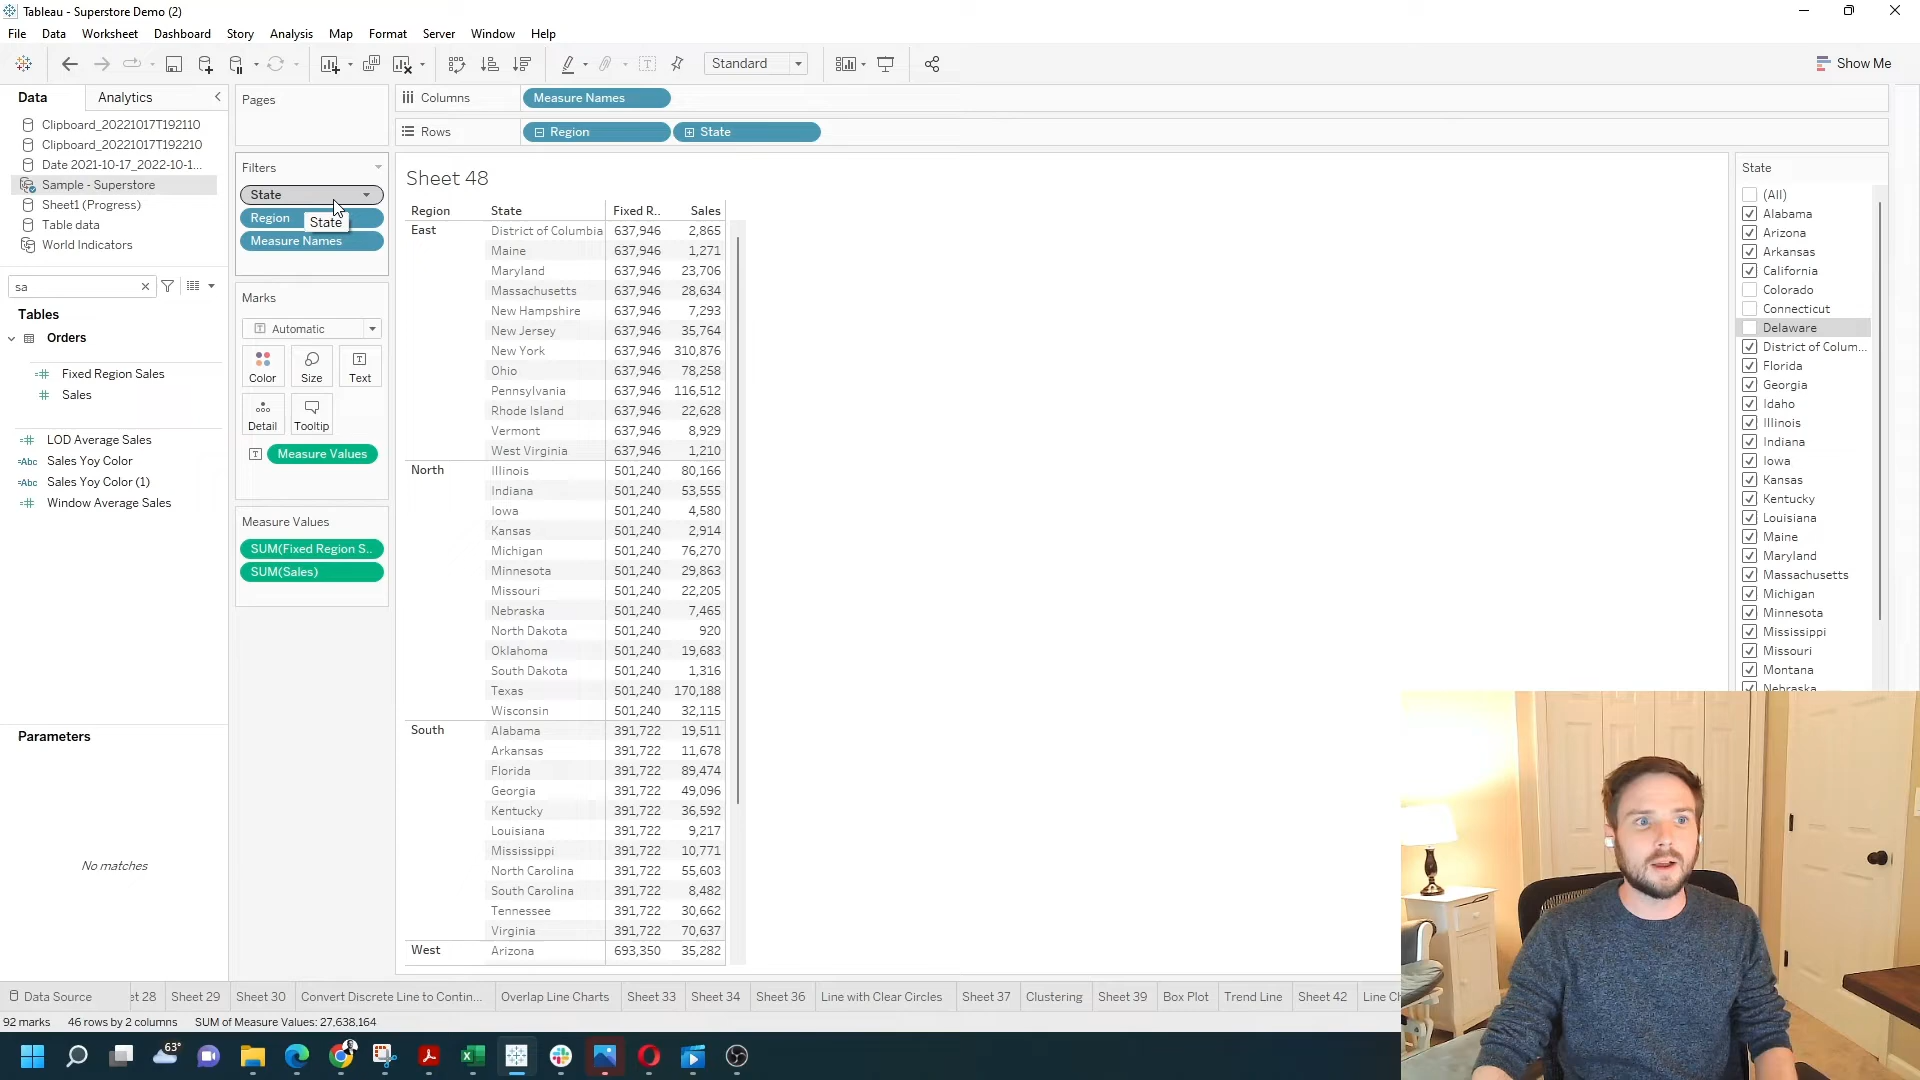 Tableau - Superstore Demo (2)
File Data Worksheet Dashboard Story Analysis Map Format Server Window Help
Standard
Show Me
Data Analytics
Clipboard_20221017T192110
Clipboard_20221017T192210
Date 2021-10-17_2022-10-1...
Sample - Superstore
Sheet1 (Progress)
Table data
World Indicators
sa
Tables
Orders
Fixed Region Sales
Sales
LOD Average Sales
Abc Sales Yoy Color
Abc Sales Yoy Color (1)
Window Average Sales
Parameters
No matches
Pages
Filters
State
Region
State
Measure Names
Marks
Automatic
Color Size Text
Detail Tooltip
Measure Values
Measure Values
SUM(Fixed Region S..
SUM(Sales)
Columns Measure Names
Rows Region State
Sheet 48
Region State Fixed R.. Sales
East District of Columbia 637,946 2,865
Maine 637,946 1,271
Maryland 637,946 23,706
Massachusetts 637,946 28,634
New Hampshire 637,946 7,293
New Jersey 637,946 35,764
New York 637,946 310,876
Ohio 637,946 78,258
Pennsylvania 637,946 116,512
Rhode Island 637,946 22,628
Vermont 637,946 8,929
West Virginia 637,946 1,210
North Illinois 501,240 80,166
Indiana 501,240 53,555
Iowa 501,240 4,580
Kansas 501,240 2,914
Michigan 501,240 76,270
Minnesota 501,240 29,863
Missouri 501,240 22,205
Nebraska 501,240 7,465
North Dakota 501,240 920
Oklahoma 501,240 19,683
South Dakota 501,240 1,316
Texas 501,240 170,188
Wisconsin 501,240 32,115
South Alabama 391,722 19,511
Arkansas 391,722 11,678
Florida 391,722 89,474
Georgia 391,722 49,096
Kentucky 391,722 36,592
Louisiana 391,722 9,217
Mississippi 391,722 10,771
North Carolina 391,722 55,603
South Carolina 391,722 8,482
Tennessee 391,722 30,662
Virginia 391,722 70,637
West Arizona 693,350 35,282
State
(All)
Alabama
Arizona
Arkansas
California
Colorado
Connecticut
Delaware
District of Colum...
Florida
Georgia
Idaho
Illinois
Indiana
Iowa
Kansas
Kentucky
Louisiana
Maine
Maryland
Massachusetts
Michigan
Minnesota
Mississippi
Missouri
Montana
Nebraska
Data Source et 28 Sheet 29 Sheet 30 Convert Discrete Line to Contin... Overlap Line Charts Sheet 33 Sheet 34 Sheet 36 Line with Clear Circles Sheet 37 Clustering Sheet 39 Box Plot Trend Line Sheet 42 Line Ch
92 marks 46 rows by 2 columns SUM of Measure Values: 27,638,164
63°